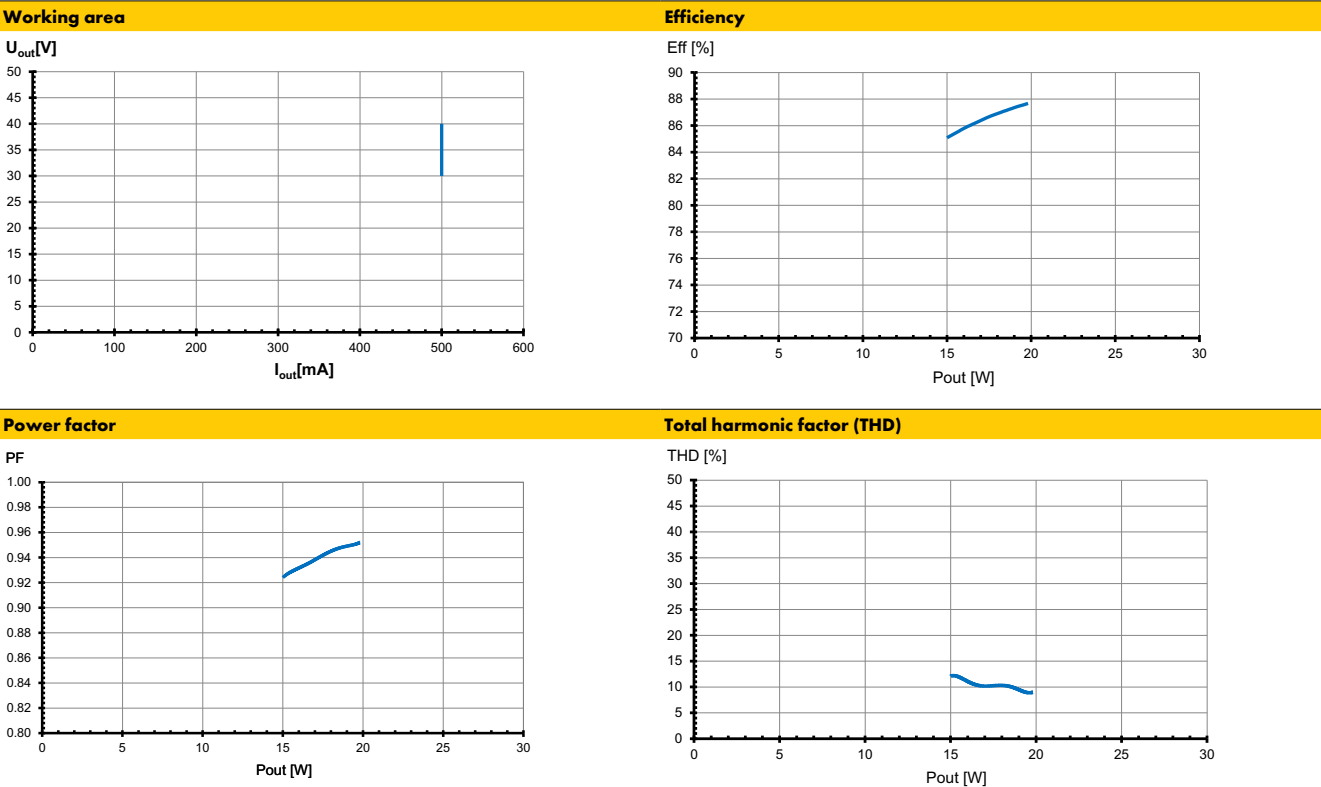 Working area
U_out[V]
50
45
40
35
30
25
20
15
10
5
0
0 100 200 300 400 500 600
I_out[mA]
Efficiency
Eff [%]
90
88
86
84
82
80
78
76
74
72
70
0 5 10 15 20 25 30
Pout [W]
Power factor
PF
1.00
0.98
0.96
0.94
0.92
0.90
0.88
0.86
0.84
0.82
0.80
0 5 10 15 20 25 30
Pout [W]
Total harmonic factor (THD)
THD [%]
50
45
40
35
30
25
20
15
10
5
0
0 5 10 15 20 25 30
Pout [W]